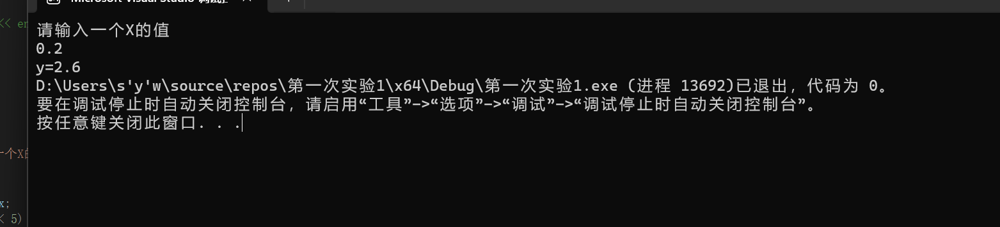 Microsoft Visual Studio 调试
<< en
请输入一个X的值
0.2
y=2.6
D:\Users\s'y'w\source\repos\第一次实验1\x64\Debug\第一次实验1.exe (进程 13692)已退出，代码为 0。
要在调试停止时自动关闭控制台，请启用“工具”->“选项”->“调试”->“调试停止时自动关闭控制台”。
按任意键关闭此窗口. . .
一个X的
x;
< 5)